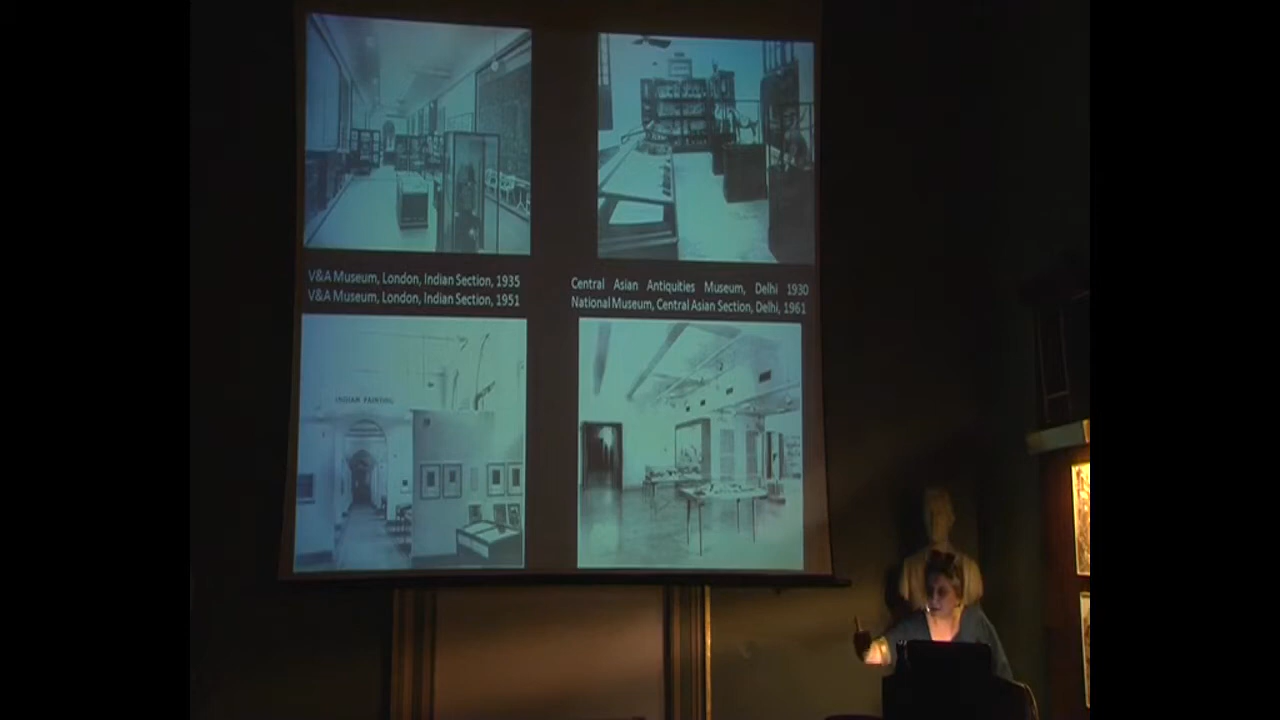 V&A Museum, London, Indian Section, 1935
V&A Museum, London, Indian Section, 1951
Central Asian Antiquities Museum, Delhi 1930
National Museum, Central Asian Section, Delhi, 1961
INDIAN PAINTING